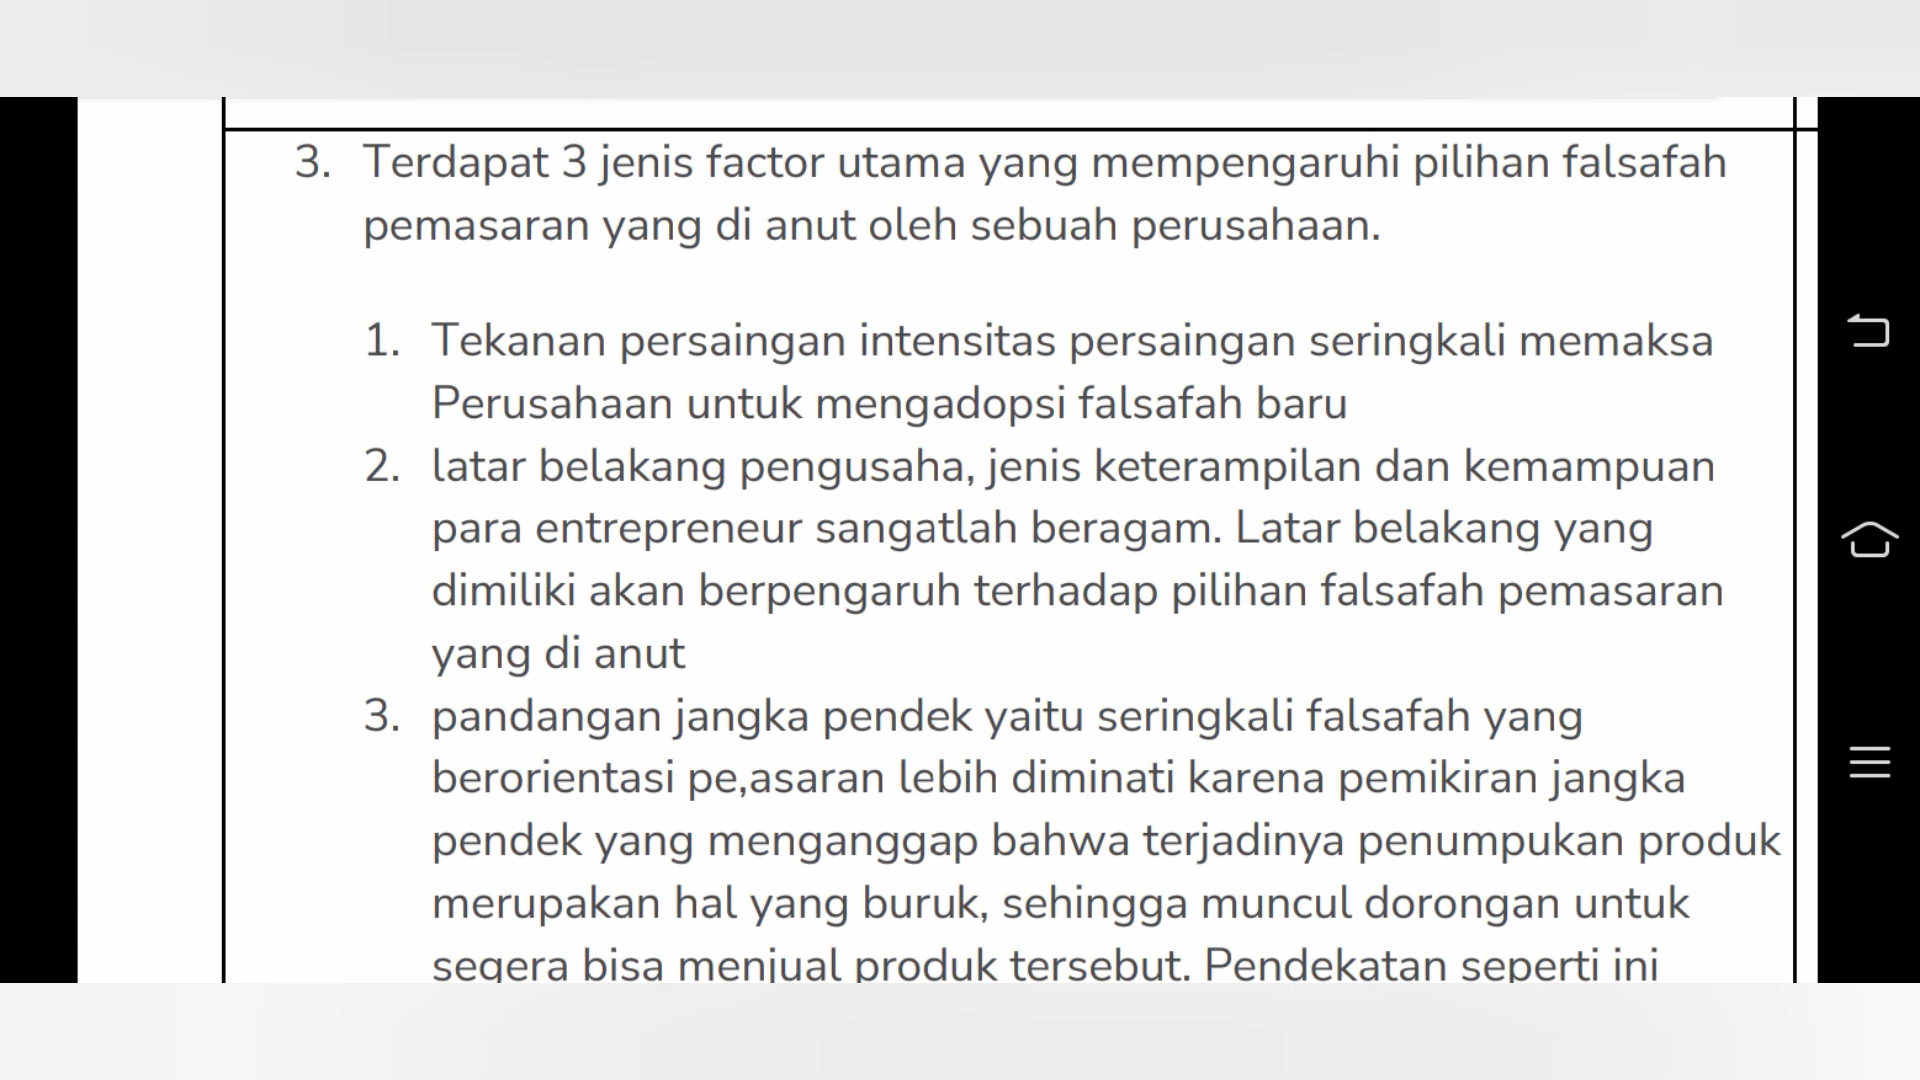 3. Terdapat 3 jenis factor utama yang mempengaruhi pilihan falsafah
pemasaran yang di anut oleh sebuah perusahaan.
1. Tekanan persaingan intensitas persaingan seringkali memaksa
Perusahaan untuk mengadopsi falsafah baru
2. latar belakang pengusaha, jenis keterampilan dan kemampuan
para entrepreneur sangatlah beragam. Latar belakang yang
dimiliki akan berpengaruh terhadap pilihan falsafah pemasaran
yang di anut
3. pandangan jangka pendek yaitu seringkali falsafah yang
berorientasi pe,asaran lebih diminati karena pemikiran jangka
pendek yang menganggap bahwa terjadinya penumpukan produk
merupakan hal yang buruk, sehingga muncul dorongan untuk
segera bisa menjual produk tersebut. Pendekatan seperti ini